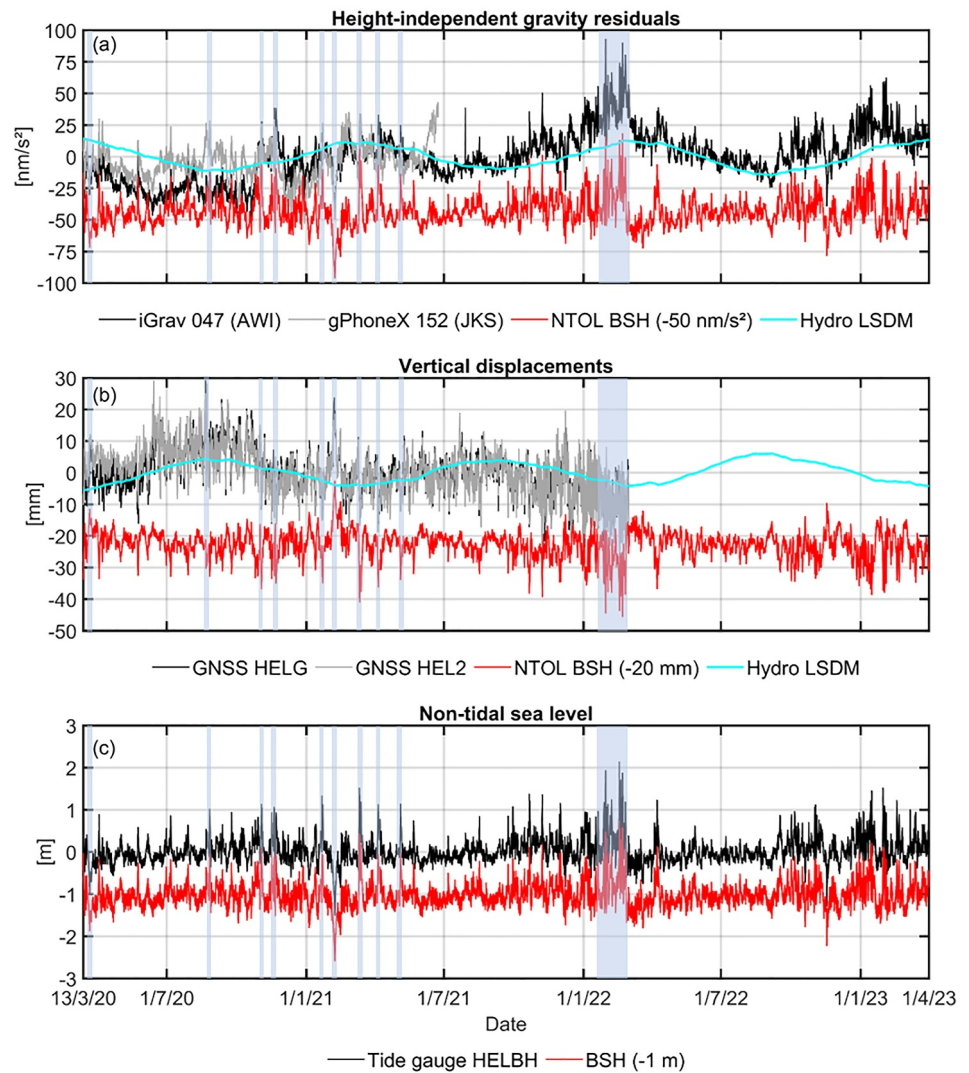 Height-independent gravity residuals
(a)
100
75
50
25
0
-25
-50
-75
-100
[nm/s²]
iGrav 047 (AWI) gPhoneX 152 (JKS) NTOL BSH (-50 nm/s²) Hydro LSDM
Vertical displacements
(b)
30
20
10
0
-10
-20
-30
-40
-50
[mm]
GNSS HELG GNSS HEL2 NTOL BSH (-20 mm) Hydro LSDM
Non-tidal sea level
(c)
3
2
1
0
-1
-2
-3
[m]
13/3/20 1/7/20 1/1/21 1/7/21 1/1/22 1/7/22 1/1/23 1/4/23
Date
Tide gauge HELBH BSH (-1 m)